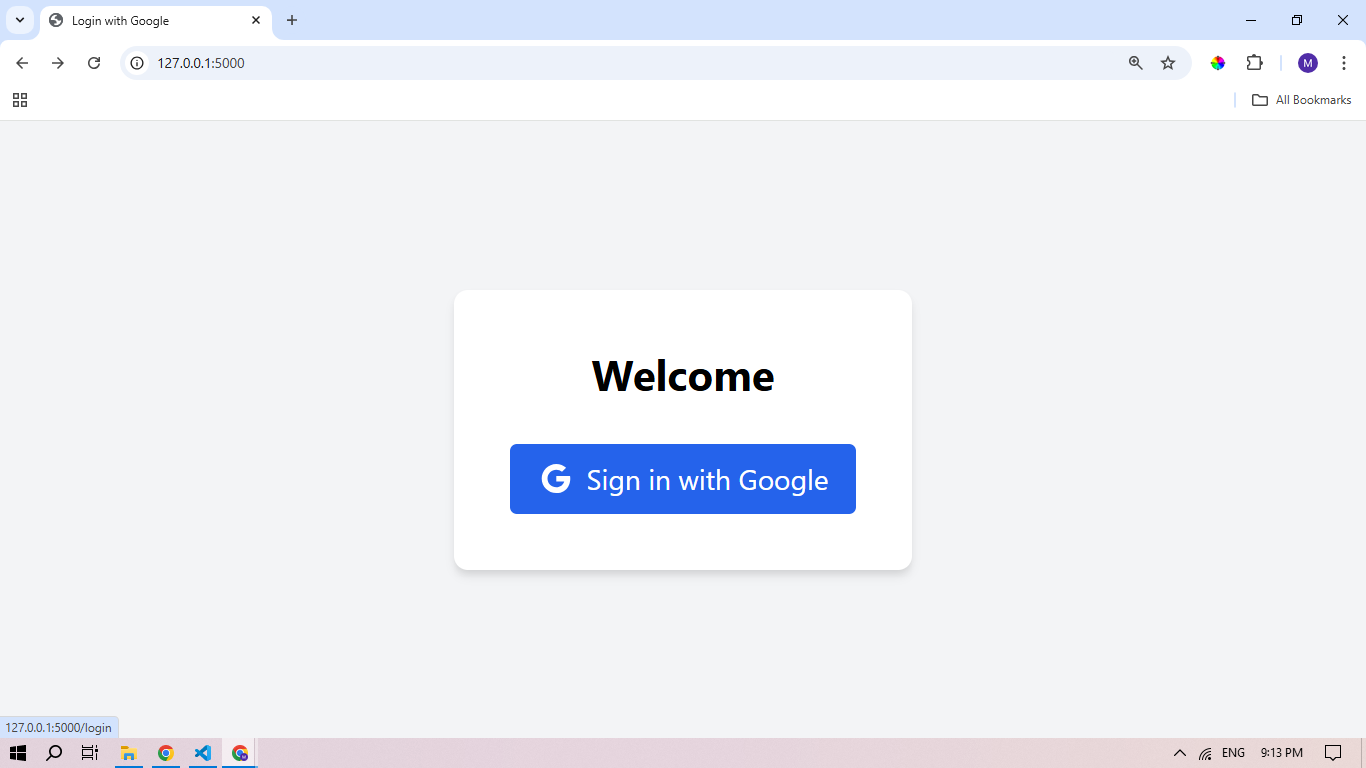 Login with Google
127.0.0.1:5000
M
All Bookmarks
Welcome
G Sign in with Google
127.0.0.1:5000/login
ENG 9:13 PM